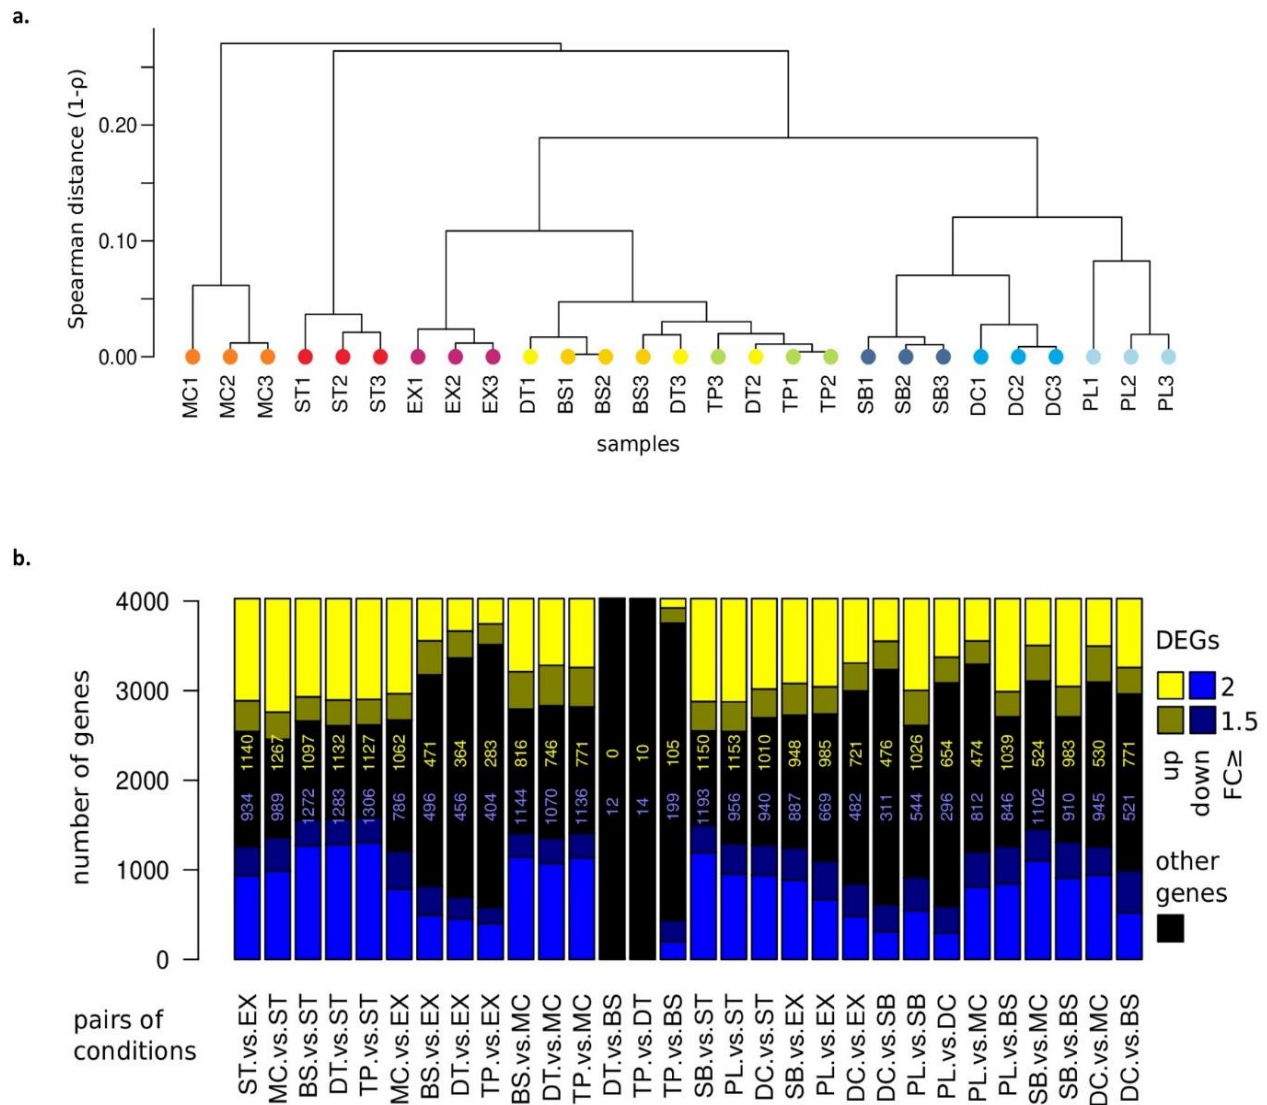 a.
Spearman distance (1-ρ)
0.20
0.10
0.00
MC1 MC2 MC3 ST1 ST2 ST3 EX1 EX2 EX3 DT1 BS1 BS2 BS3 DT3 TP3 DT2 TP1 TP2 SB1 SB2 SB3 DC1 DC2 DC3 PL1 PL2 PL3
samples
b.
number of genes
4000
3000
2000
1000
0
1140 1267 1097 1132 1127 1062 471 364 283 816 746 771 0 10 105 1150 1153 1010 948 985 721 476 1026 654 474 1039 524 983 530 771
934 989 1272 1283 1306 786 496 456 404 1144 1070 1136 12 14 199 1193 956 940 887 669 482 311 544 296 812 846 1102 910 945 521
DEGs
2
1.5
up down FC≥
other
genes
pairs of
conditions
ST.vs.EX MC.vs.ST BS.vs.ST DT.vs.ST TP.vs.ST MC.vs.EX BS.vs.EX DT.vs.EX TP.vs.EX BS.vs.MC DT.vs.MC TP.vs.MC DT.vs.BS TP.vs.DT TP.vs.BS SB.vs.ST PL.vs.ST DC.vs.ST SB.vs.EX PL.vs.EX DC.vs.EX DC.vs.SB PL.vs.SB PL.vs.DC PL.vs.MC PL.vs.BS SB.vs.MC SB.vs.BS DC.vs.MC DC.vs.BS